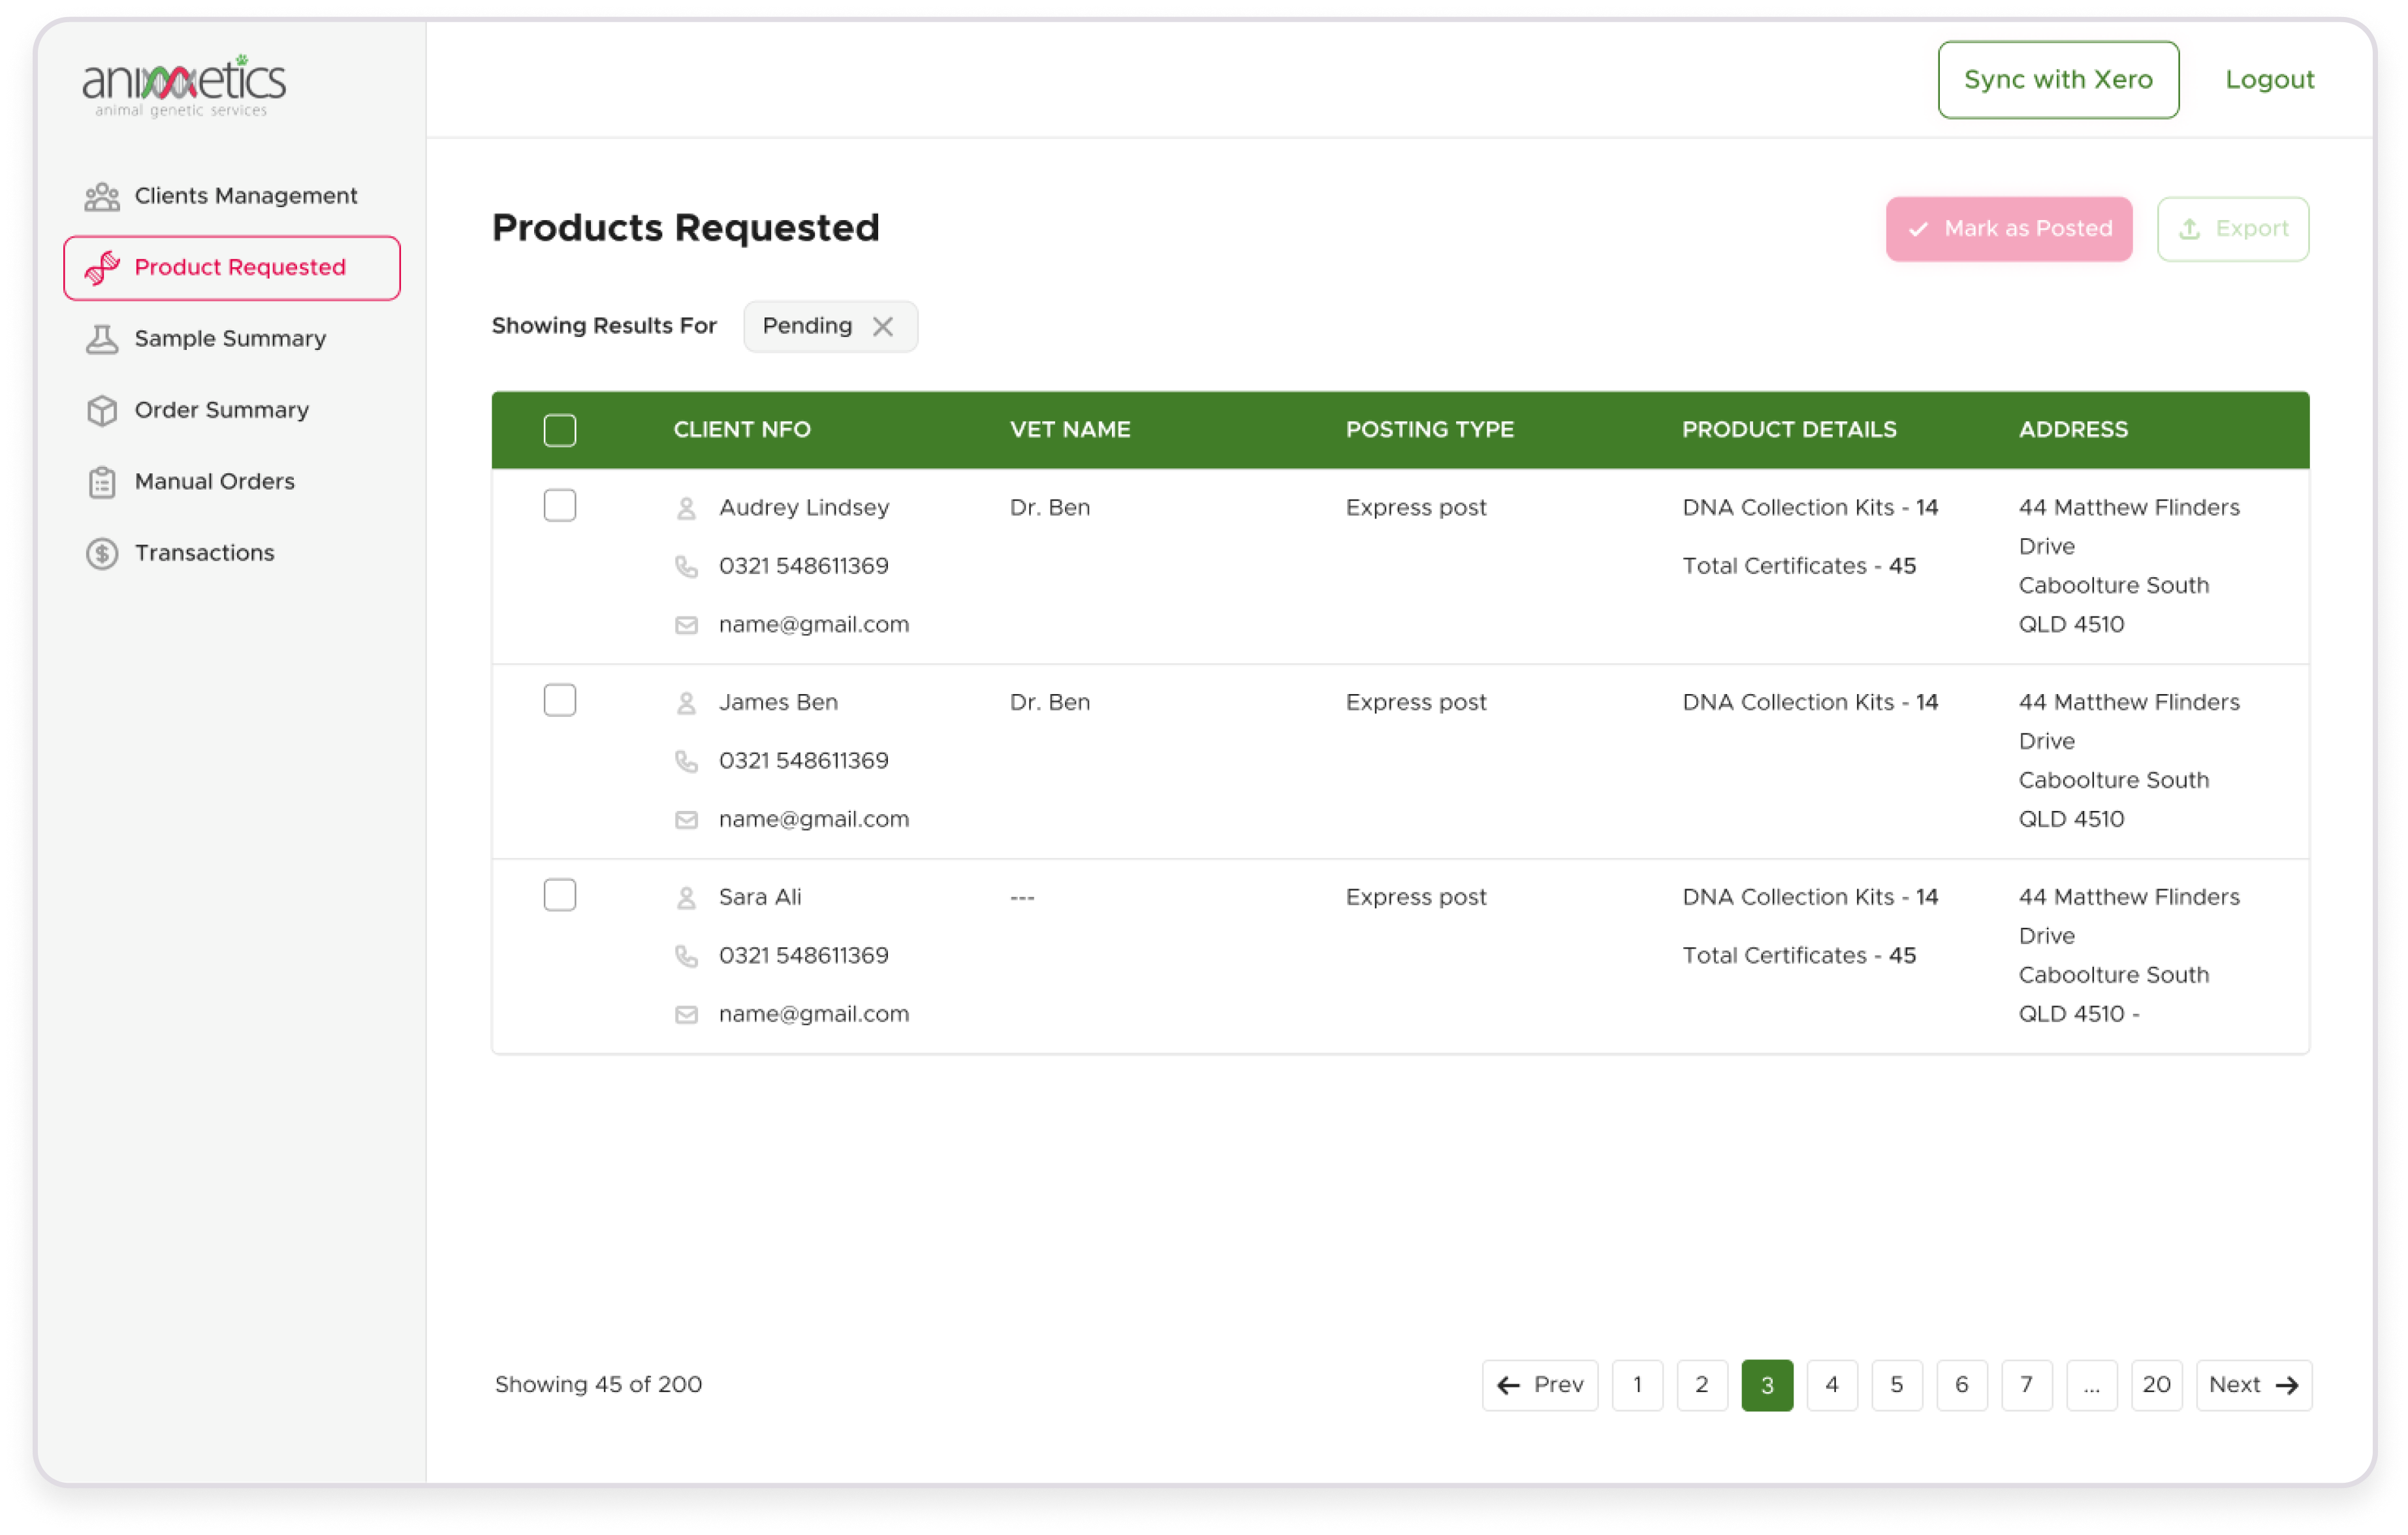 animetics
animal genetic services
Sync with Xero
Logout
Clients Management
Product Requested
Sample Summary
Order Summary
Manual Orders
Transactions
Products Requested
Mark as Posted
Export
Showing Results For
Pending
CLIENT NFO
VET NAME
POSTING TYPE
PRODUCT DETAILS
ADDRESS
Audrey Lindsey
0321 548611369
name@gmail.com
Dr. Ben
Express post
DNA Collection Kits - 14
Total Certificates - 45
44 Matthew Flinders
Drive
Caboolture South
QLD 4510
James Ben
0321 548611369
name@gmail.com
Dr. Ben
Express post
DNA Collection Kits - 14
44 Matthew Flinders
Drive
Caboolture South
QLD 4510
Sara Ali
0321 548611369
name@gmail.com
---
Express post
DNA Collection Kits - 14
Total Certificates - 45
44 Matthew Flinders
Drive
Caboolture South
QLD 4510 -
Showing 45 of 200
Prev
1
2
3
4
5
6
7
...
20
Next